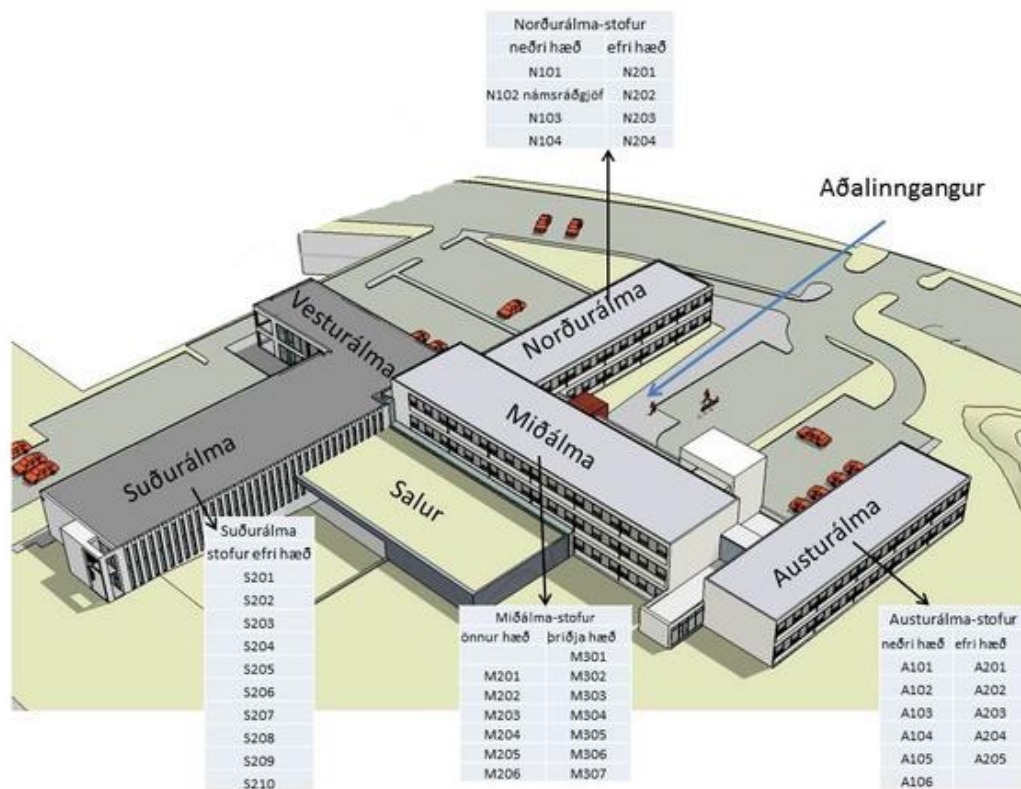 Norðurálma-stofur
neðri hæð efri hæð
N101 N201
N102 námsráðgjöf N202
N103 N203
N104 N204
Aðalinngangur
Vesturálma
Norðurálma
Miðálma
Suðurálma
Salur
Austurálma
Suðurálma
stofur efri hæð
S201
S202
S203
S204
S205
S206
S207
S208
S209
S210
Miðálma-stofur
önnur hæð þriðja hæð
M301
M201 M302
M202 M303
M203 M304
M204 M305
M205 M306
M206 M307
Austurálma-stofur
neðri hæð efri hæð
A101 A201
A102 A202
A103 A203
A104 A204
A105 A205
A106